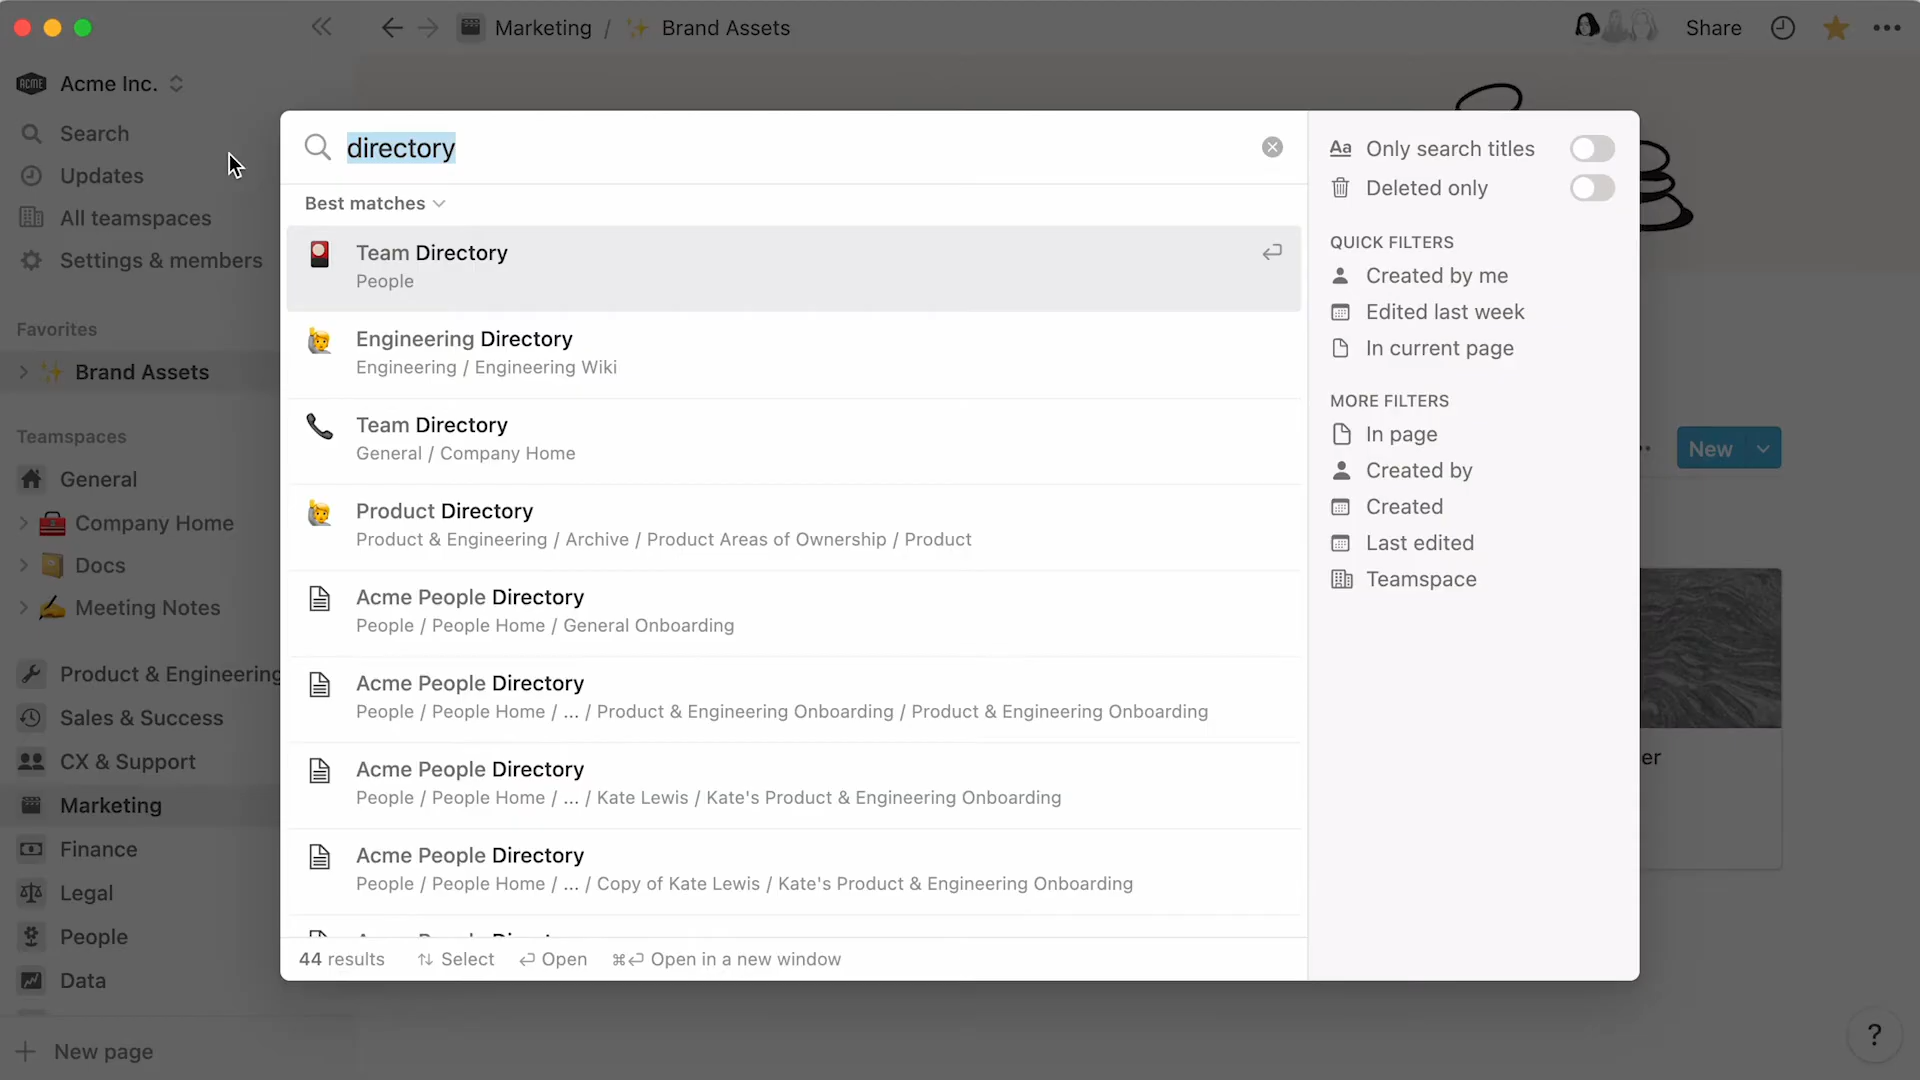 Marketing / Brand Assets
Share
ACME Acme Inc.
Search
Updates
All teamspaces
Settings & members
Favorites
Brand Assets
Teamspaces
General
Company Home
Docs
Meeting Notes
Product & Engineering
Sales & Success
CX & Support
Marketing
Finance
Legal
People
Data
New page
directory
Best matches
Team Directory
People
Engineering Directory
Engineering / Engineering Wiki
Team Directory
General / Company Home
Product Directory
Product & Engineering / Archive / Product Areas of Ownership / Product
Acme People Directory
People / People Home / General Onboarding
Acme People Directory
People / People Home / ... / Product & Engineering Onboarding / Product & Engineering Onboarding
Acme People Directory
People / People Home / ... / Kate Lewis / Kate's Product & Engineering Onboarding
Acme People Directory
People / People Home / ... / Copy of Kate Lewis / Kate's Product & Engineering Onboarding
44 results Select Open ⌘ Open in a new window
Aa Only search titles
Deleted only
QUICK FILTERS
Created by me
Edited last week
In current page
MORE FILTERS
In page
Created by
Created
Last edited
Teamspace
New
er
?